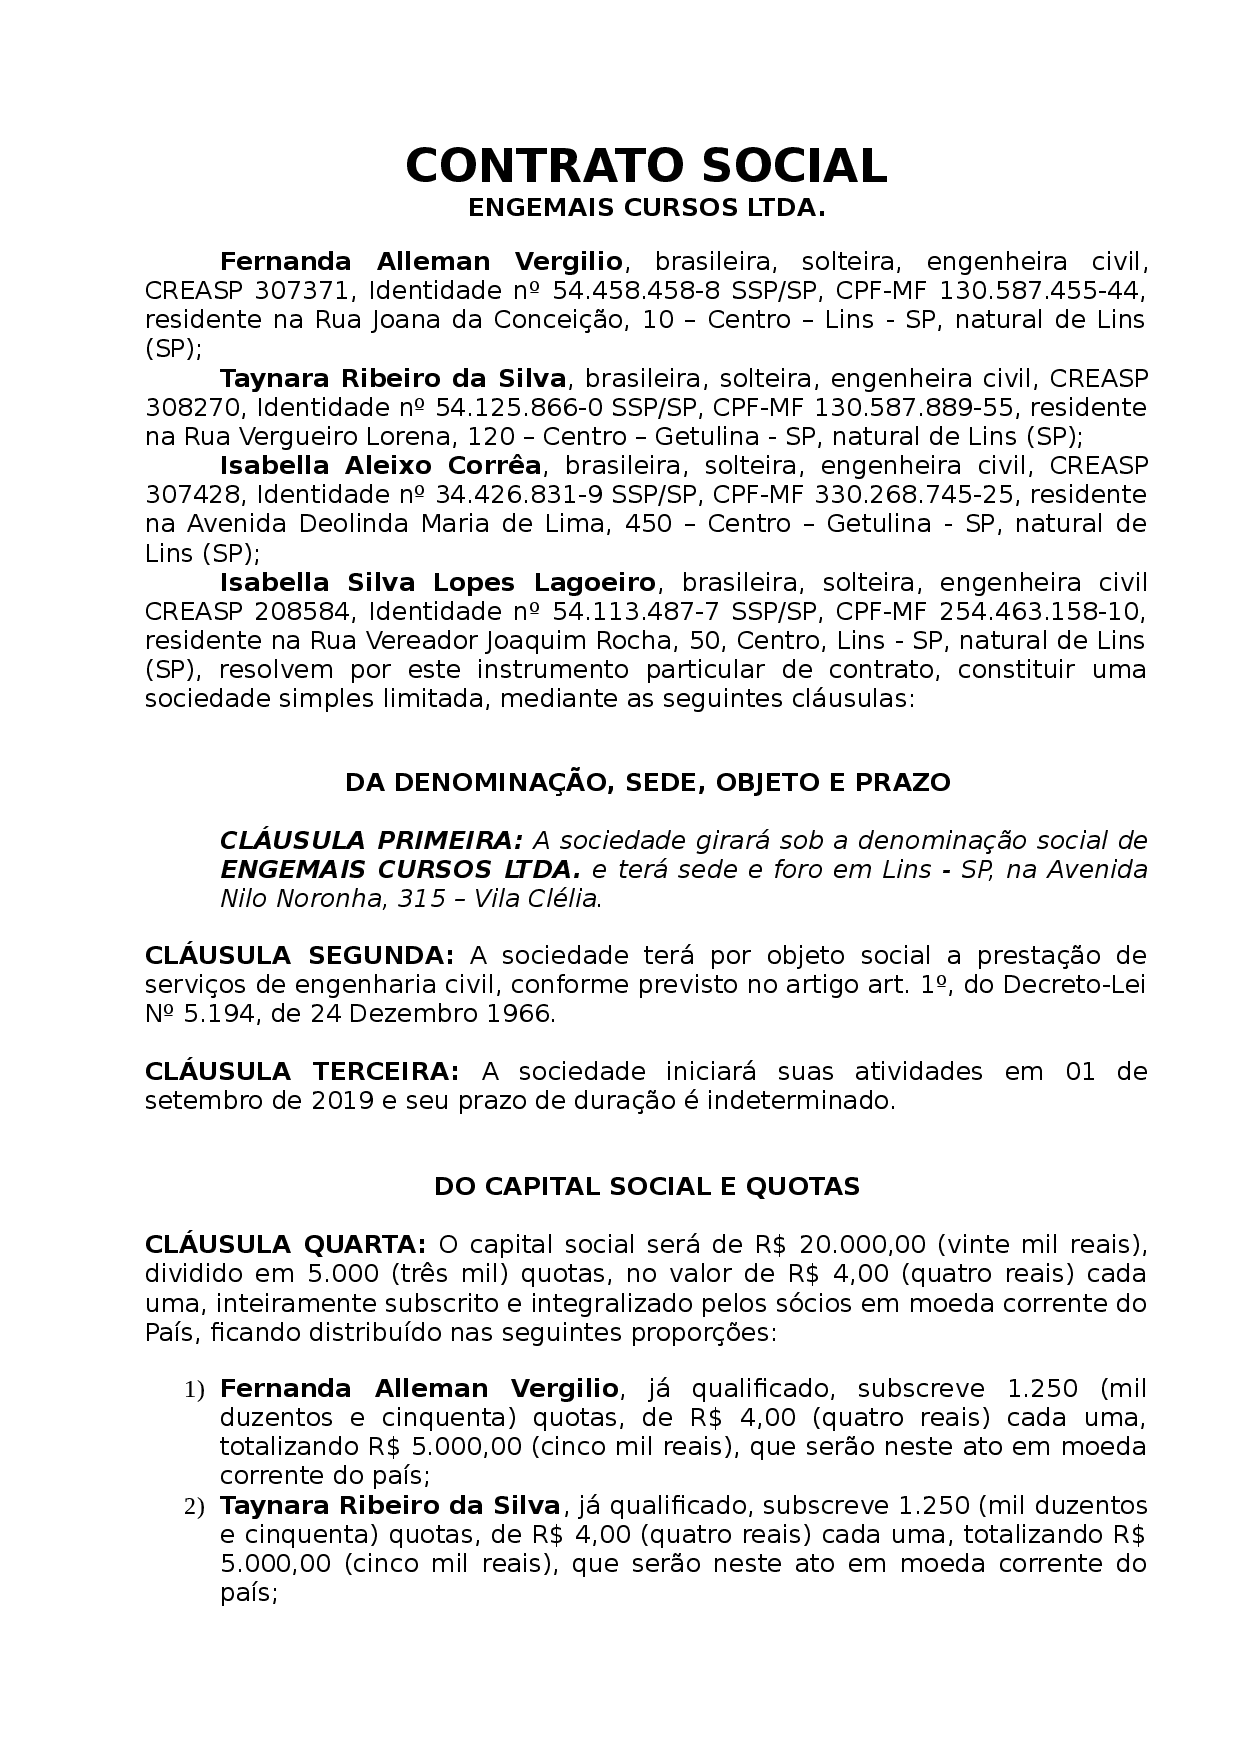 CONTRATO SOCIAL
ENGEMAIS CURSOS LTDA.
Fernanda Alleman Vergilio, brasileira, solteira, engenheira civil,
CREASP 307371, Identidade nº 54.458.458-8 SSP/SP, CPF-MF 130.587.455-44,
residente na Rua Joana da Conceição, 10 – Centro – Lins - SP, natural de Lins
(SP);
Taynara Ribeiro da Silva, brasileira, solteira, engenheira civil, CREASP
308270, Identidade nº 54.125.866-0 SSP/SP, CPF-MF 130.587.889-55, residente
na Rua Vergueiro Lorena, 120 – Centro – Getulina - SP, natural de Lins (SP);
Isabella Aleixo Corrêa, brasileira, solteira, engenheira civil, CREASP
307428, Identidade nº 34.426.831-9 SSP/SP, CPF-MF 330.268.745-25, residente
na Avenida Deolinda Maria de Lima, 450 – Centro – Getulina - SP, natural de
Lins (SP);
Isabella Silva Lopes Lagoeiro, brasileira, solteira, engenheira civil
CREASP 208584, Identidade nº 54.113.487-7 SSP/SP, CPF-MF 254.463.158-10,
residente na Rua Vereador Joaquim Rocha, 50, Centro, Lins - SP, natural de Lins
(SP), resolvem por este instrumento particular de contrato, constituir uma
sociedade simples limitada, mediante as seguintes cláusulas:
DA DENOMINAÇÃO, SEDE, OBJETO E PRAZO
CLÁUSULA PRIMEIRA: A sociedade girará sob a denominação social de
ENGEMAIS CURSOS LTDA. e terá sede e foro em Lins - SP, na Avenida
Nilo Noronha, 315 – Vila Clélia.
CLÁUSULA SEGUNDA: A sociedade terá por objeto social a prestação de
serviços de engenharia civil, conforme previsto no artigo art. 1º, do Decreto-Lei
Nº 5.194, de 24 Dezembro 1966.
CLÁUSULA TERCEIRA: A sociedade iniciará suas atividades em 01 de
setembro de 2019 e seu prazo de duração é indeterminado.
DO CAPITAL SOCIAL E QUOTAS
CLÁUSULA QUARTA: O capital social será de R$ 20.000,00 (vinte mil reais),
dividido em 5.000 (três mil) quotas, no valor de R$ 4,00 (quatro reais) cada
uma, inteiramente subscrito e integralizado pelos sócios em moeda corrente do
País, ficando distribuído nas seguintes proporções:
1) Fernanda Alleman Vergilio, já qualificado, subscreve 1.250 (mil
duzentos e cinquenta) quotas, de R$ 4,00 (quatro reais) cada uma,
totalizando R$ 5.000,00 (cinco mil reais), que serão neste ato em moeda
corrente do país;
2) Taynara Ribeiro da Silva, já qualificado, subscreve 1.250 (mil duzentos
e cinquenta) quotas, de R$ 4,00 (quatro reais) cada uma, totalizando R$
5.000,00 (cinco mil reais), que serão neste ato em moeda corrente do
país;